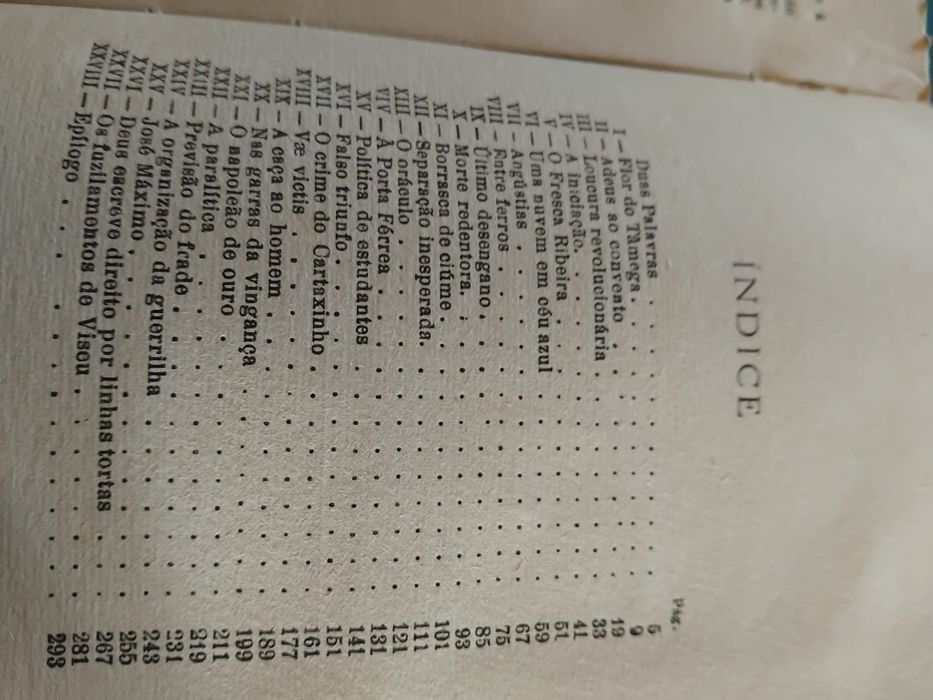 ÍNDICE
Pág.
Duas Palavras . . . . . . 5
I — Flor do Tâmega . . . . . . 9
II — Adeus ao convento . . . . . . 19
III — Loucura revolucionária . . . . . 33
IV — A iniciação . . . . . . . 41
V — O Fresca Ribeira . . . . . . 51
VI — Uma nuvem em céu azul . . . . 59
VII — Angústias . . . . . . . 67
VIII — Entre ferros . . . . . . . 75
IX — Último desengano . . . . . . 85
X — Morte redentora . . . . . . 93
XI — Borrasca de ciúme . . . . . . 101
XII — Separação inesperada . . . . . 111
XIII — O oráculo . . . . . . . 121
XIV — À Porta Férrea . . . . . . 131
XV — Política de estudantes . . . . . 141
XVI — Falso triunfo . . . . . . . 151
XVII — O crime do Cartaxinho . . . . . 161
XVIII — Væ victis . . . . . . . 177
XIX — A caça ao homem . . . . . . 189
XX — Nas garras da vingança . . . . 199
XXI — O napoleão de ouro . . . . . 211
XXII — A paralítica . . . . . . . 219
XXIII — Previsão do frade . . . . . . 231
XXIV — A organização da guerrilha . . . . 243
XXV — José Máximo . . . . . . . 255
XXVI — Deus escreve direito por linhas tortas . . 267
XXVII — Os fuzilamentos de Viseu . . . . . 281
XXVIII — Epílogo . . . . . . . . 293